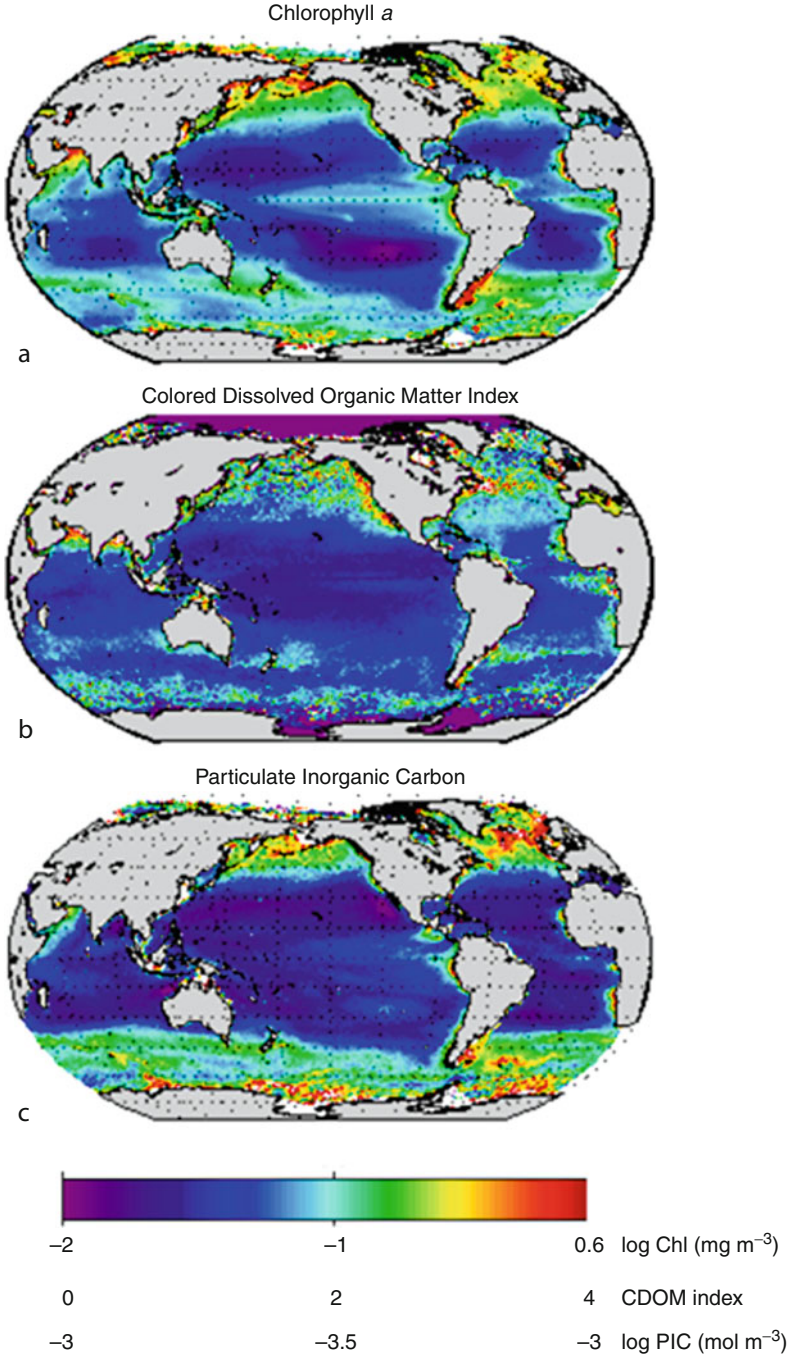 Chlorophyll a
a
Colored Dissolved Organic Matter Index
b
Particulate Inorganic Carbon
c
−2 −1 0.6 log Chl (mg m⁻³)
0 2 4 CDOM index
−3 −3.5 −3 log PIC (mol m⁻³)